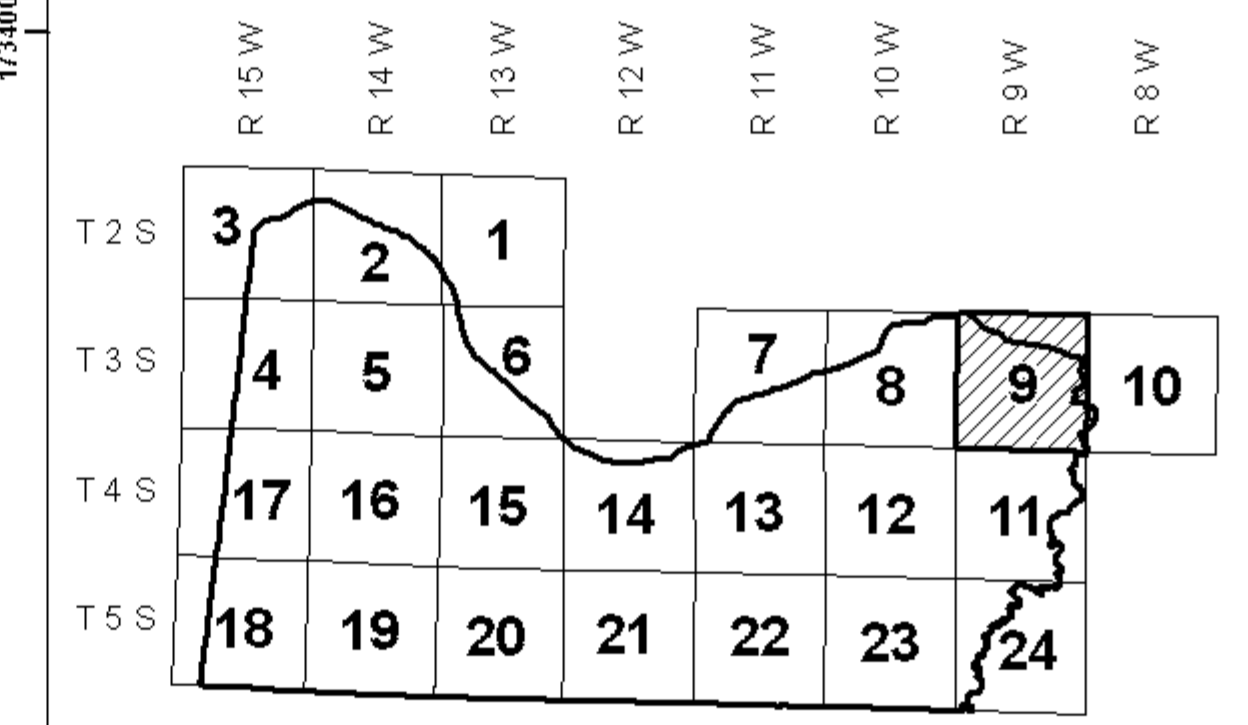 R 15 W R 14 W R 13 W R 12 W R 11 W R 10 W R 9 W R 8 W
T 2 S 3 2 1
T 3 S 4 5 6 7 8 9 10
T 4 S 17 16 15 14 13 12 11
T 5 S 18 19 20 21 22 23 24